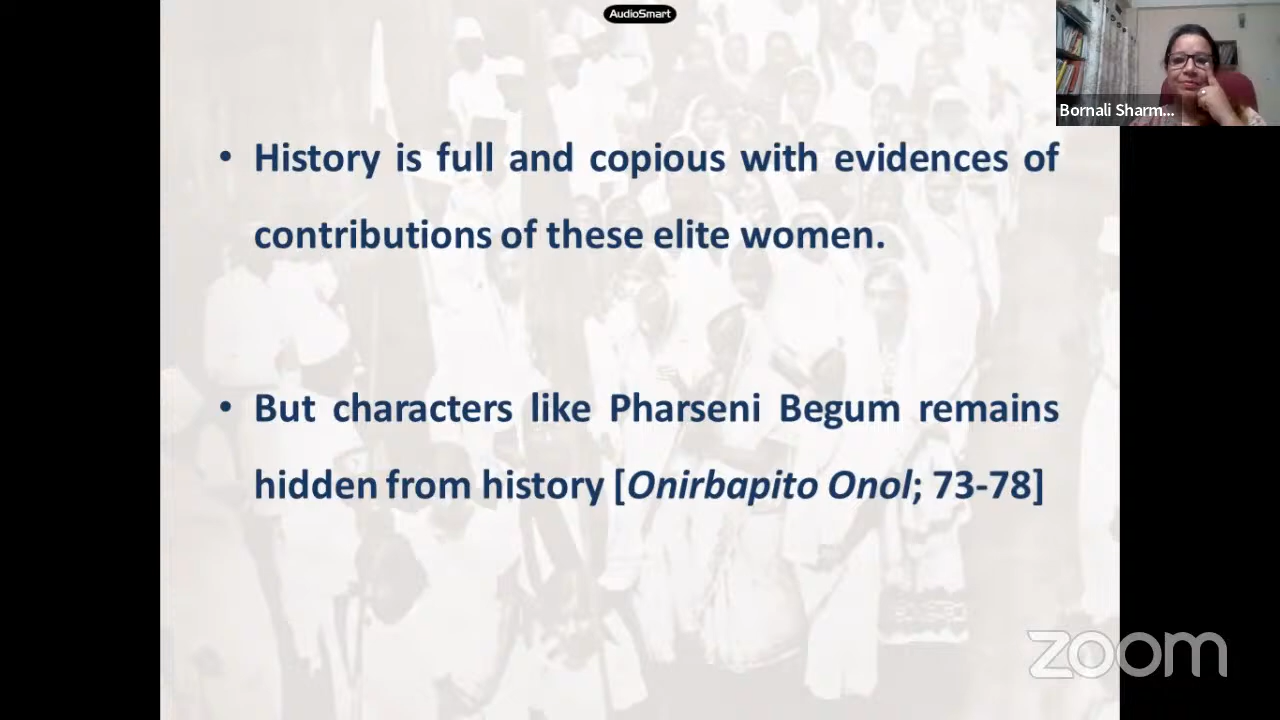 AudioSmart
Bornali Sharm...
• History is full and copious with evidences of
contributions of these elite women.
• But characters like Pharseni Begum remains
hidden from history [Onirbapito Onol; 73-78]
zoom